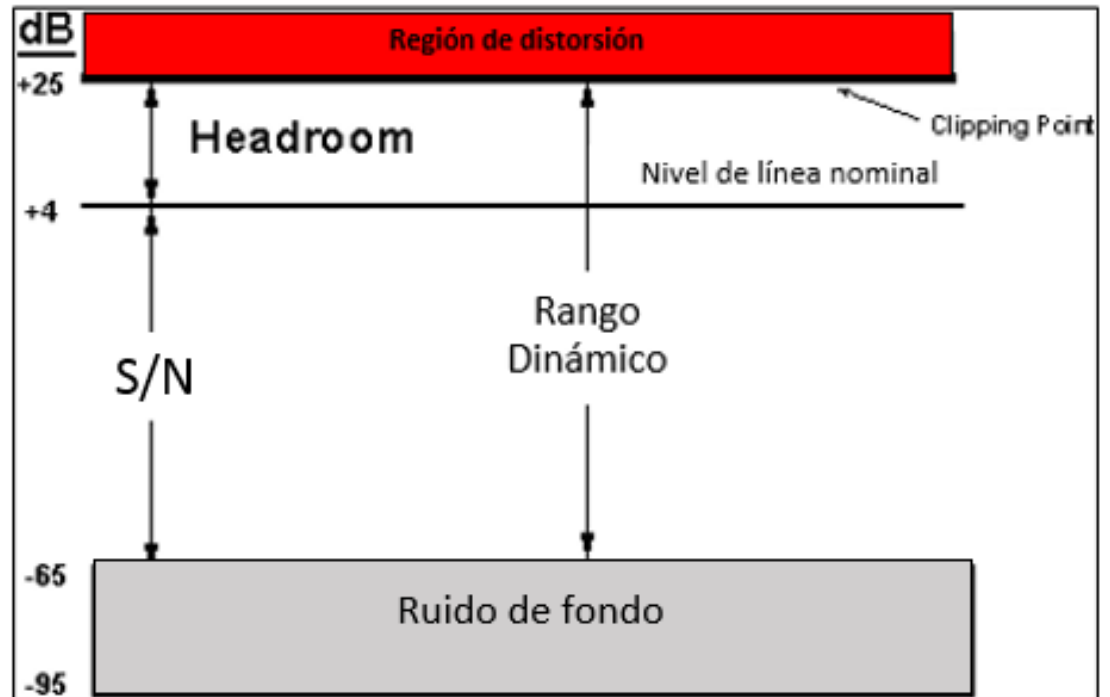 dB
Región de distorsión
+25
Headroom
Clipping Point
Nivel de línea nominal
+4
Rango
Dinámico
S/N
-65
Ruido de fondo
-95